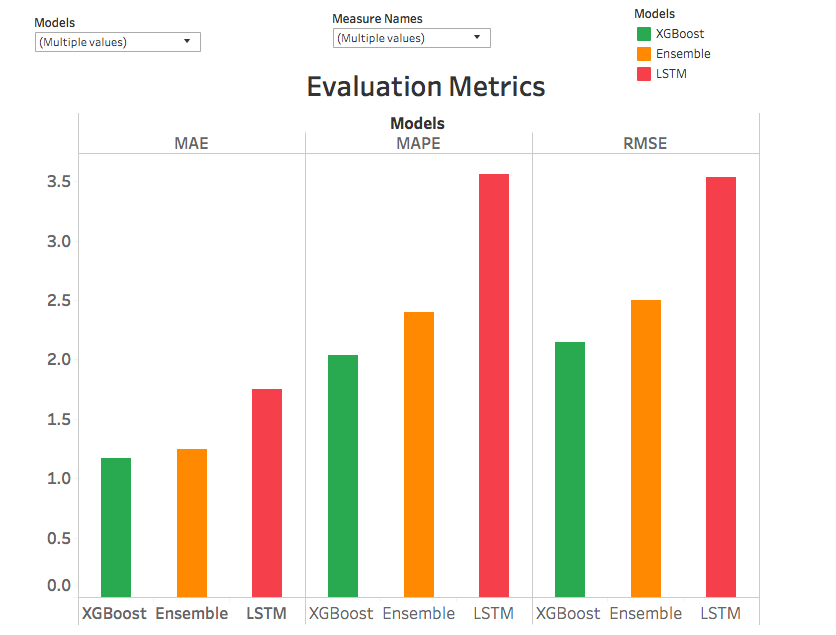 Models
(Multiple values)
Measure Names
(Multiple values)
Models
XGBoost
Ensemble
LSTM
Evaluation Metrics
Models
MAE MAPE RMSE
3.5
3.0
2.5
2.0
1.5
1.0
0.5
0.0
XGBoost Ensemble LSTM XGBoost Ensemble LSTM XGBoost Ensemble LSTM